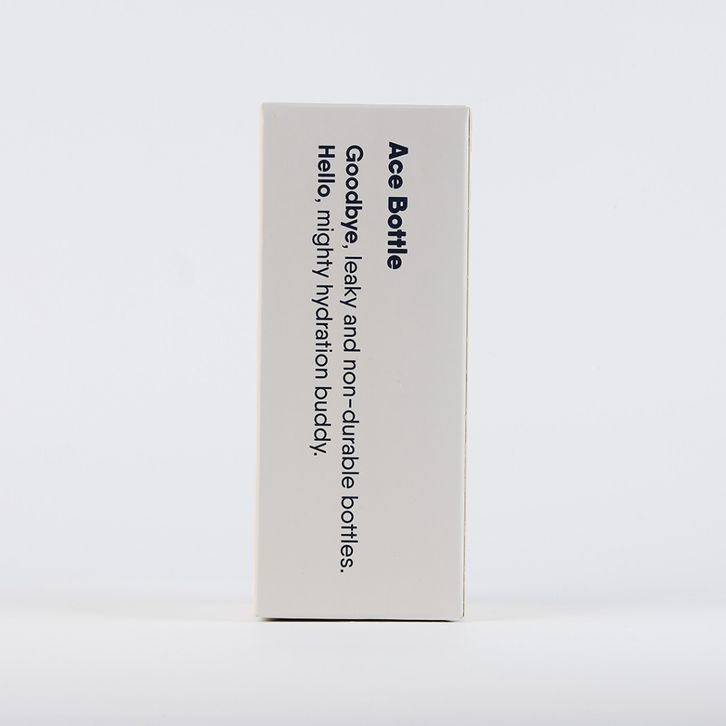 Ace Bottle
Goodbye, leaky and non-durable bottles.
Hello, mighty hydration buddy.